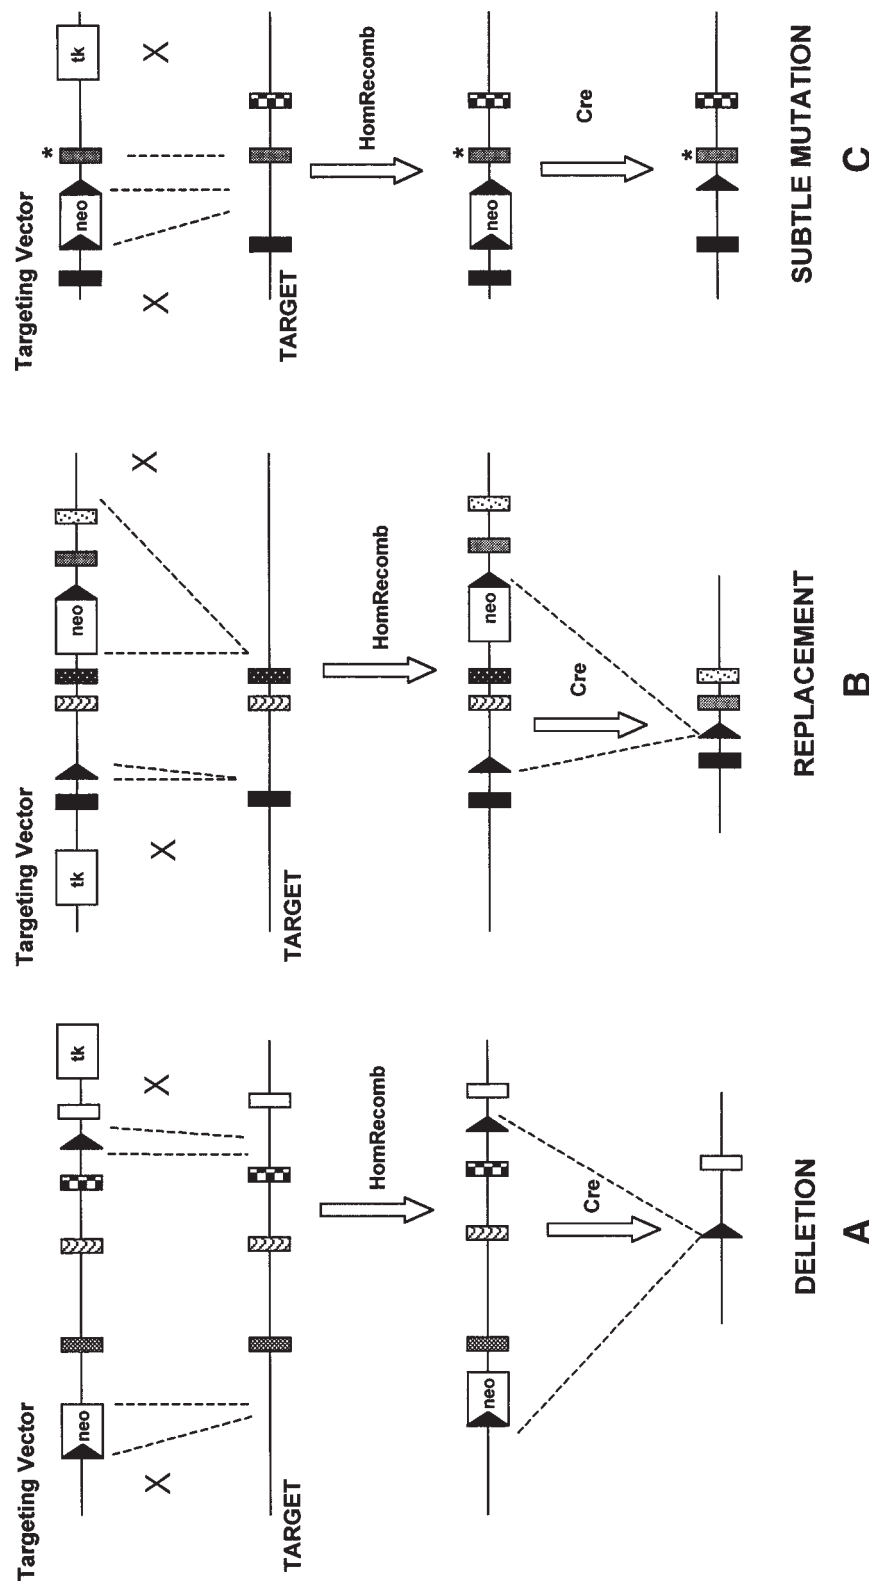 Targeting Vector
neo
tk
TARGET
HomRecomb
neo
Cre
DELETION
A
Targeting Vector
tk
neo
TARGET
HomRecomb
neo
Cre
REPLACEMENT
B
Targeting Vector
neo
*
tk
TARGET
HomRecomb
neo
*
Cre
*
SUBTLE MUTATION
C
X
X
X
X
X
X